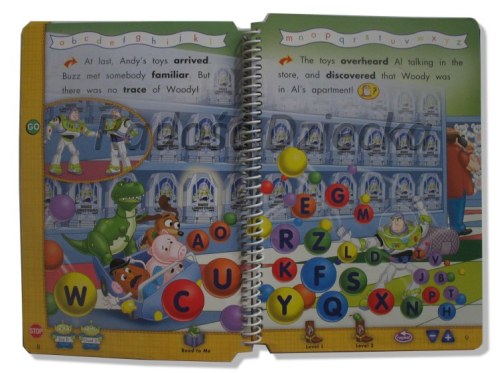 a b c d e f g h i j k l
At last, Andy's toys arrived.
Buzz met somebody familiar. But
there was no trace of Woody!
GO
A O
W C U
STOP
Read to Me
8
m n o p q r s t u v w x y z
The toys overheard Al talking in
the store, and discovered that Woody was
in Al's apartment!
E G M
R Z L D I V
K F S J B
Y Q X N P T H
Level 1
Level 2
9
Radość Dziecka